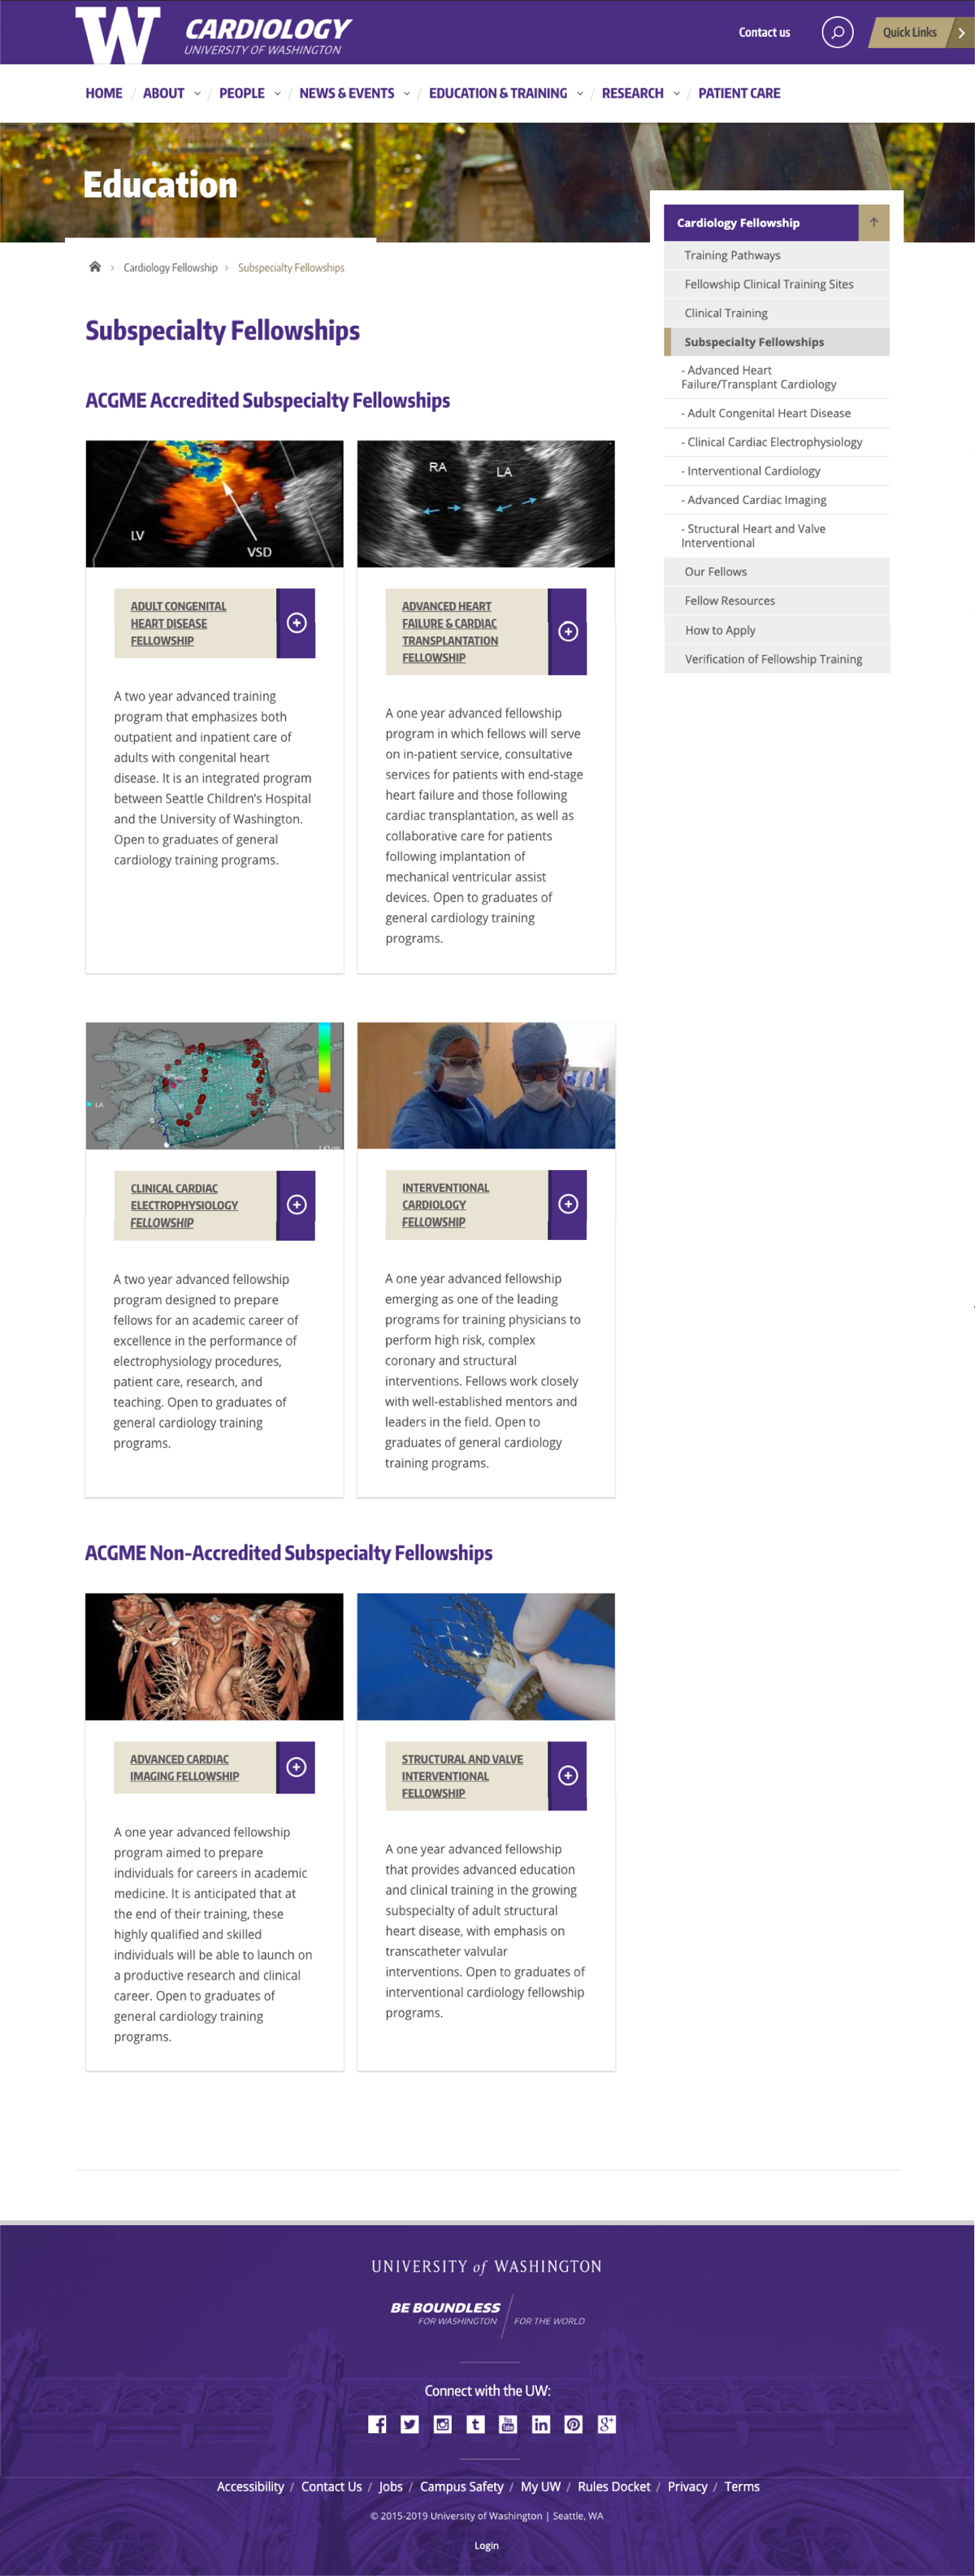 W
CARDIOLOGY
UNIVERSITY OF WASHINGTON
Contact us
Quick Links
HOME / ABOUT / PEOPLE / NEWS & EVENTS / EDUCATION & TRAINING / RESEARCH / PATIENT CARE
Education
Cardiology Fellowship › Subspecialty Fellowships
Subspecialty Fellowships
ACGME Accredited Subspecialty Fellowships
LV
VSD
ADULT CONGENITAL
HEART DISEASE
FELLOWSHIP
A two year advanced training
program that emphasizes both
outpatient and inpatient care of
adults with congenital heart
disease. It is an integrated program
between Seattle Children's Hospital
and the University of Washington.
Open to graduates of general
cardiology training programs.
RA
LA
ADVANCED HEART
FAILURE & CARDIAC
TRANSPLANTATION
FELLOWSHIP
A one year advanced fellowship
program in which fellows will serve
on in-patient service, consultative
services for patients with end-stage
heart failure and those following
cardiac transplantation, as well as
collaborative care for patients
following implantation of
mechanical ventricular assist
devices. Open to graduates of
general cardiology training
programs.
LA
CLINICAL CARDIAC
ELECTROPHYSIOLOGY
FELLOWSHIP
A two year advanced fellowship
program designed to prepare
fellows for an academic career of
excellence in the performance of
electrophysiology procedures,
patient care, research, and
teaching. Open to graduates of
general cardiology training
programs.
INTERVENTIONAL
CARDIOLOGY
FELLOWSHIP
A one year advanced fellowship
emerging as one of the leading
programs for training physicians to
perform high risk, complex
coronary and structural
interventions. Fellows work closely
with well-established mentors and
leaders in the field. Open to
graduates of general cardiology
training programs.
ACGME Non-Accredited Subspecialty Fellowships
ADVANCED CARDIAC
IMAGING FELLOWSHIP
A one year advanced fellowship
program aimed to prepare
individuals for careers in academic
medicine. It is anticipated that at
the end of their training, these
highly qualified and skilled
individuals will be able to launch on
a productive research and clinical
career. Open to graduates of
general cardiology training
programs.
STRUCTURAL AND VALVE
INTERVENTIONAL
FELLOWSHIP
A one year advanced fellowship
that provides advanced education
and clinical training in the growing
subspecialty of adult structural
heart disease, with emphasis on
transcatheter valvular
interventions. Open to graduates of
interventional cardiology fellowship
programs.
Cardiology Fellowship
Training Pathways
Fellowship Clinical Training Sites
Clinical Training
Subspecialty Fellowships
- Advanced Heart
Failure/Transplant Cardiology
- Adult Congenital Heart Disease
- Clinical Cardiac Electrophysiology
- Interventional Cardiology
- Advanced Cardiac Imaging
- Structural Heart and Valve
Interventional
Our Fellows
Fellow Resources
How to Apply
Verification of Fellowship Training
UNIVERSITY of WASHINGTON
BE BOUNDLESS
FOR WASHINGTON / FOR THE WORLD
Connect with the UW:
Accessibility / Contact Us / Jobs / Campus Safety / My UW / Rules Docket / Privacy / Terms
© 2015-2019 University of Washington | Seattle, WA
Login